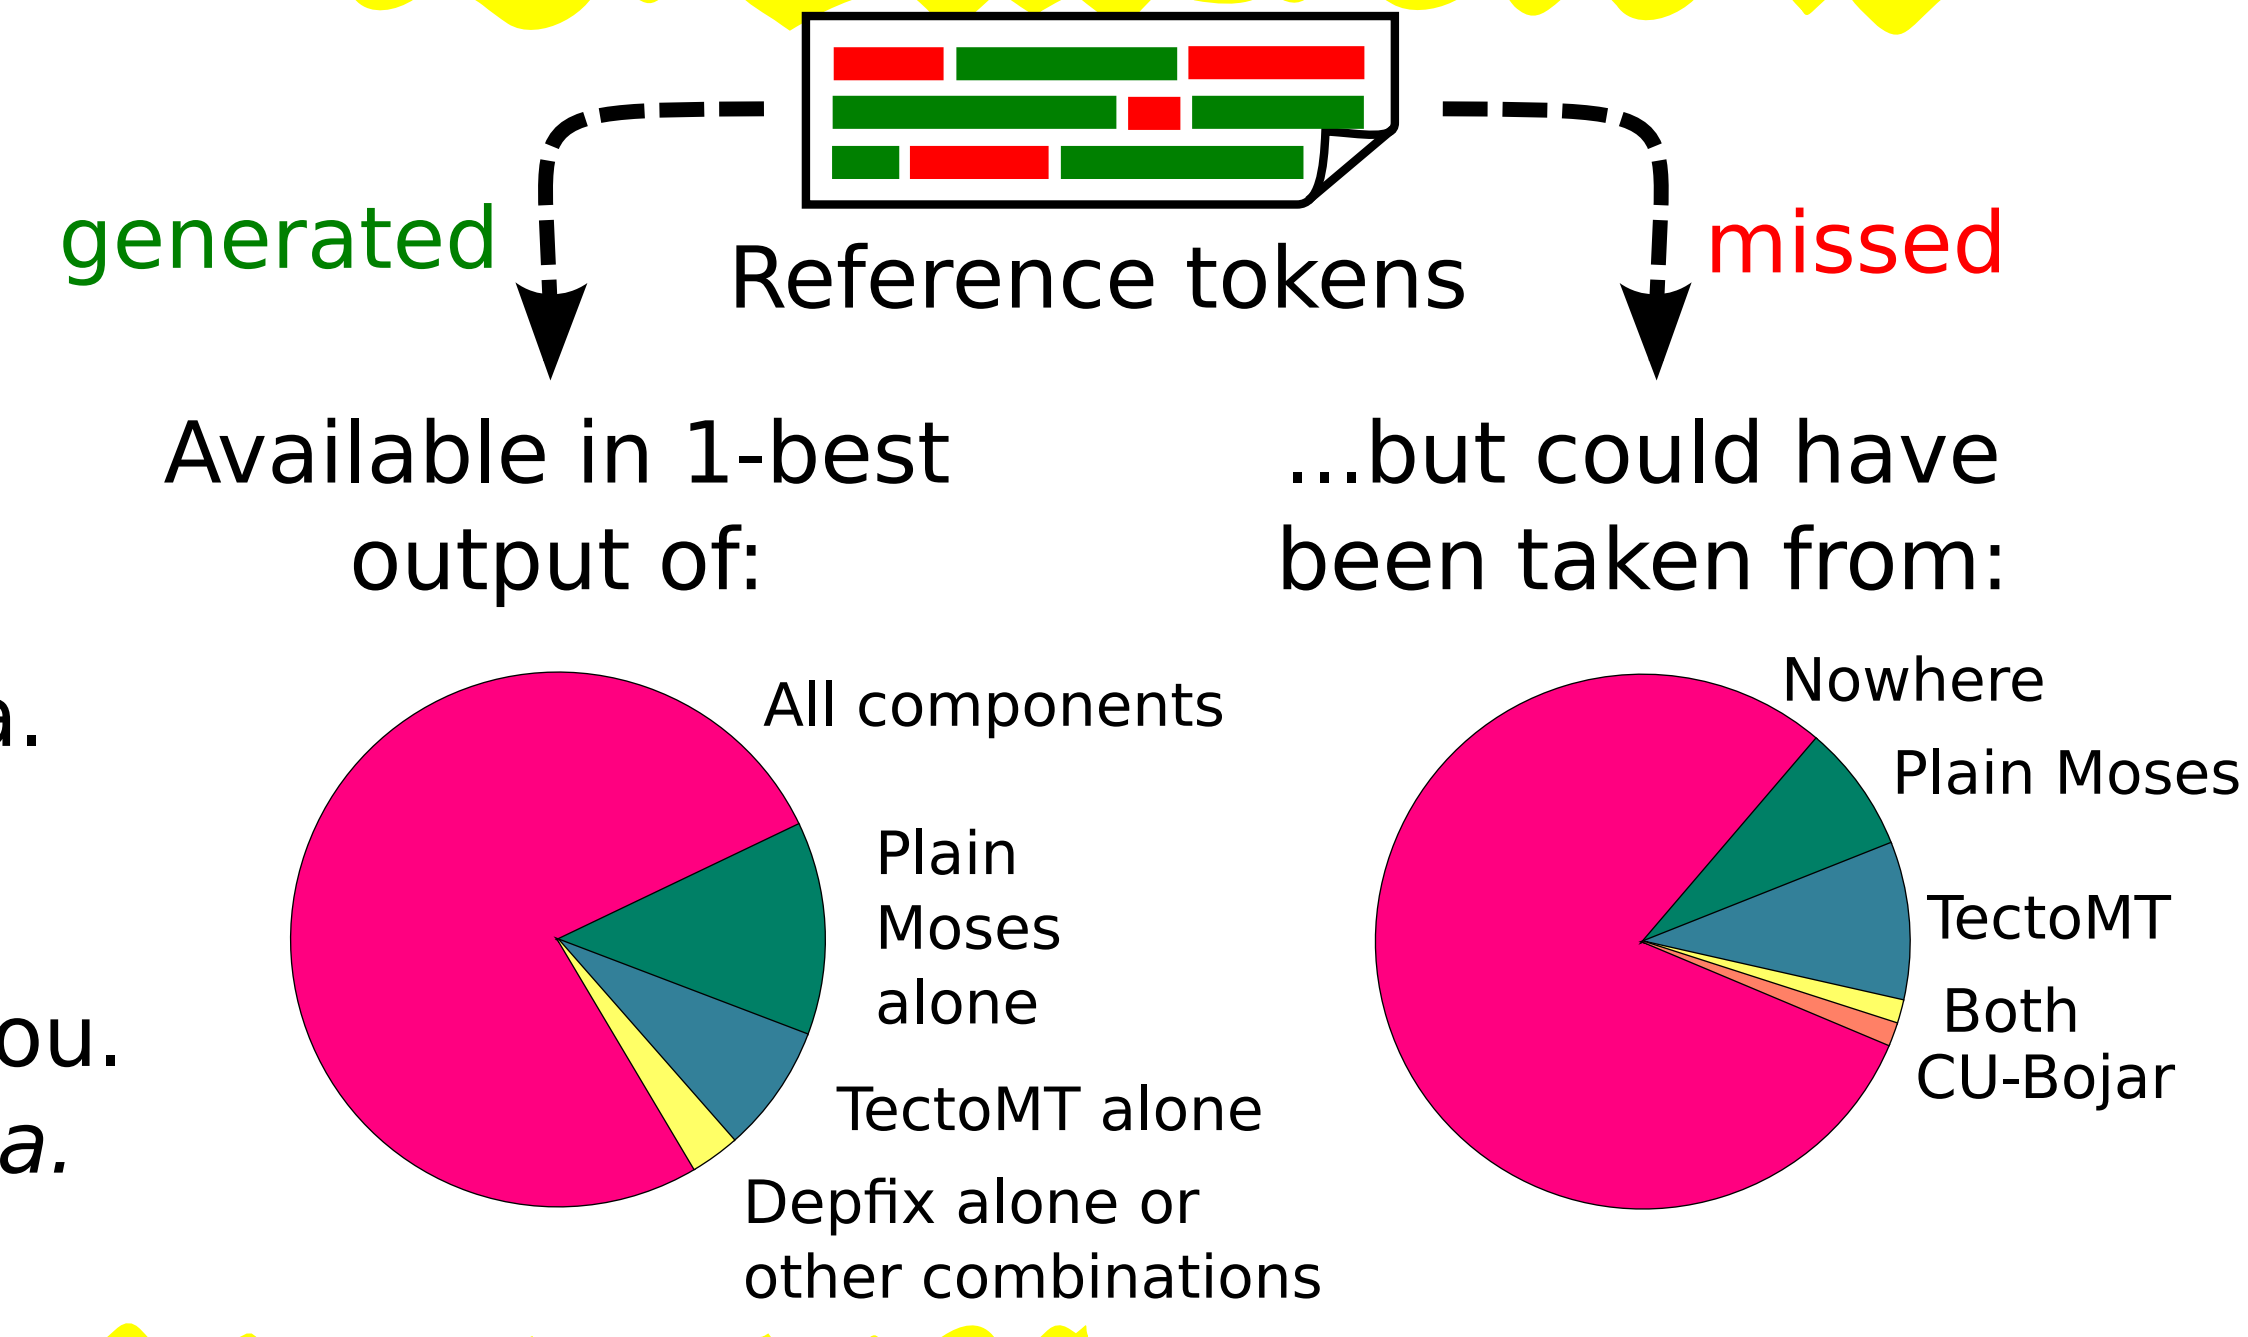 generated
Reference tokens
missed
Available in 1-best
output of:
...but could have
been taken from:
a.
ou.
a.
All components
Plain
Moses
alone
TectoMT alone
Depfix alone or
other combinations
Nowhere
Plain Moses
TectoMT
Both
CU-Bojar